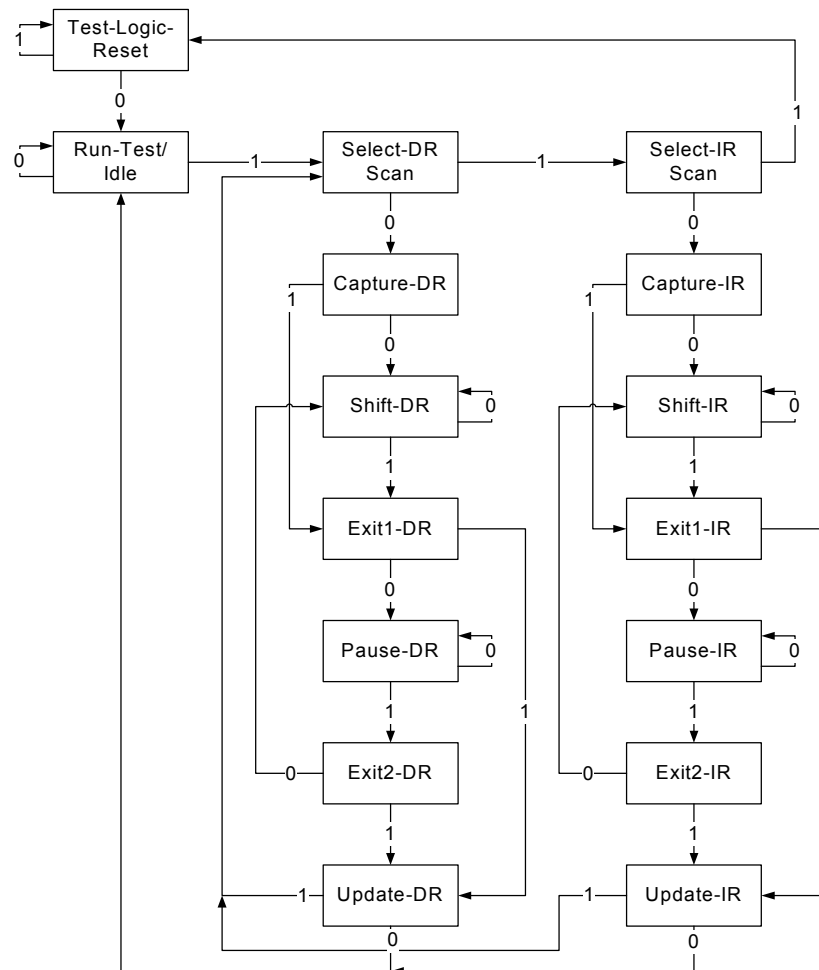 Test-Logic-
Reset
1
0
1
Run-Test/
Idle
0
1
Select-DR
Scan
1
Select-IR
Scan
0
0
Capture-DR
Capture-IR
1
1
0
0
Shift-DR
0
Shift-IR
0
1
1
Exit1-DR
Exit1-IR
0
0
Pause-DR
0
Pause-IR
0
1
1
1
Exit2-DR
Exit2-IR
0
0
1
1
1
Update-DR
1
Update-IR
0
0